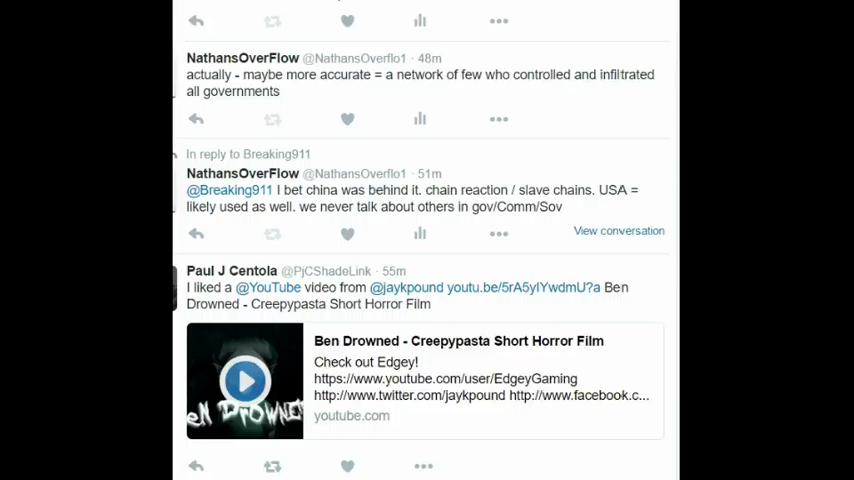 NathansOverFlow @NathansOverflo1 · 48m
actually - maybe more accurate = a network of few who controlled and infiltrated
all governments
In reply to Breaking911
NathansOverFlow @NathansOverflo1 · 51m
@Breaking911 I bet china was behind it. chain reaction / slave chains. USA =
likely used as well. we never talk about others in gov/Comm/Sov
View conversation
Paul J Centola @PjCShadeLink · 55m
I liked a @YouTube video from @jaykpound youtu.be/5rA5yIYwdmU?a Ben
Drowned - Creepypasta Short Horror Film
Ben Drowned - Creepypasta Short Horror Film
Check out Edgey!
https://www.youtube.com/user/EdgeyGaming
http://www.twitter.com/jaykpound http://www.facebook.c...
youtube.com
eN DrOWNE